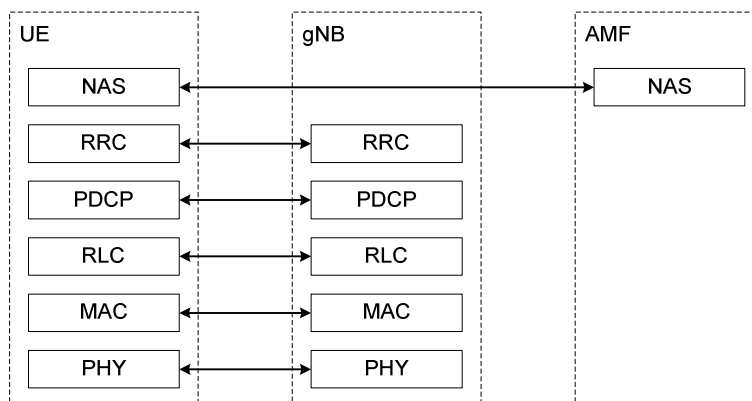 UE gNB AMF
NAS NAS
RRC RRC
PDCP PDCP
RLC RLC
MAC MAC
PHY PHY